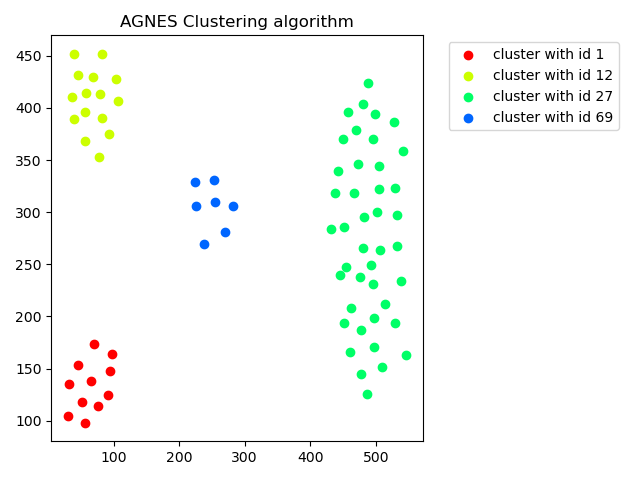 AGNES Clustering algorithm
450
400
350
300
250
200
150
100
100 200 300 400 500
cluster with id 1
cluster with id 12
cluster with id 27
cluster with id 69